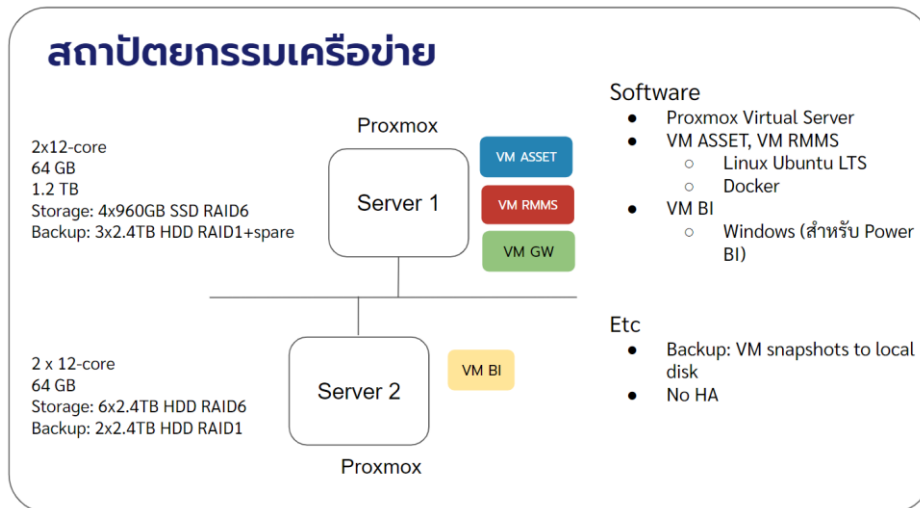 สถาปัตยกรรมเครือข่าย
Proxmox
2x12-core
64 GB
1.2 TB
Storage: 4x960GB SSD RAID6
Backup: 3x2.4TB HDD RAID1+spare
Server 1
VM ASSET
VM RMMS
VM GW
2 x 12-core
64 GB
Storage: 6x2.4TB HDD RAID6
Backup: 2x2.4TB HDD RAID1
Server 2
VM BI
Proxmox
Software
● Proxmox Virtual Server
● VM ASSET, VM RMMS
○ Linux Ubuntu LTS
○ Docker
● VM BI
○ Windows (สำหรับ Power
BI)
Etc
● Backup: VM snapshots to local
disk
● No HA